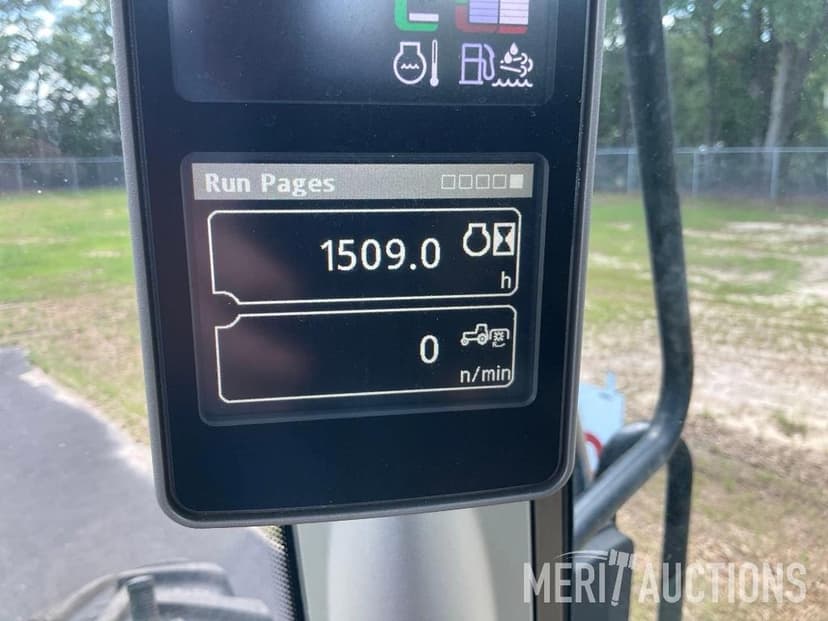 Run Pages
1509.0
h
0
n/min
MERIT AUCTIONS